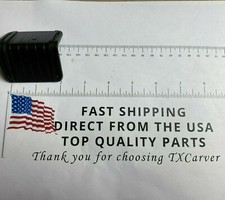 FAST SHIPPING
DIRECT FROM THE USA
TOP QUALITY PARTS
Thank you for choosing TXCarver